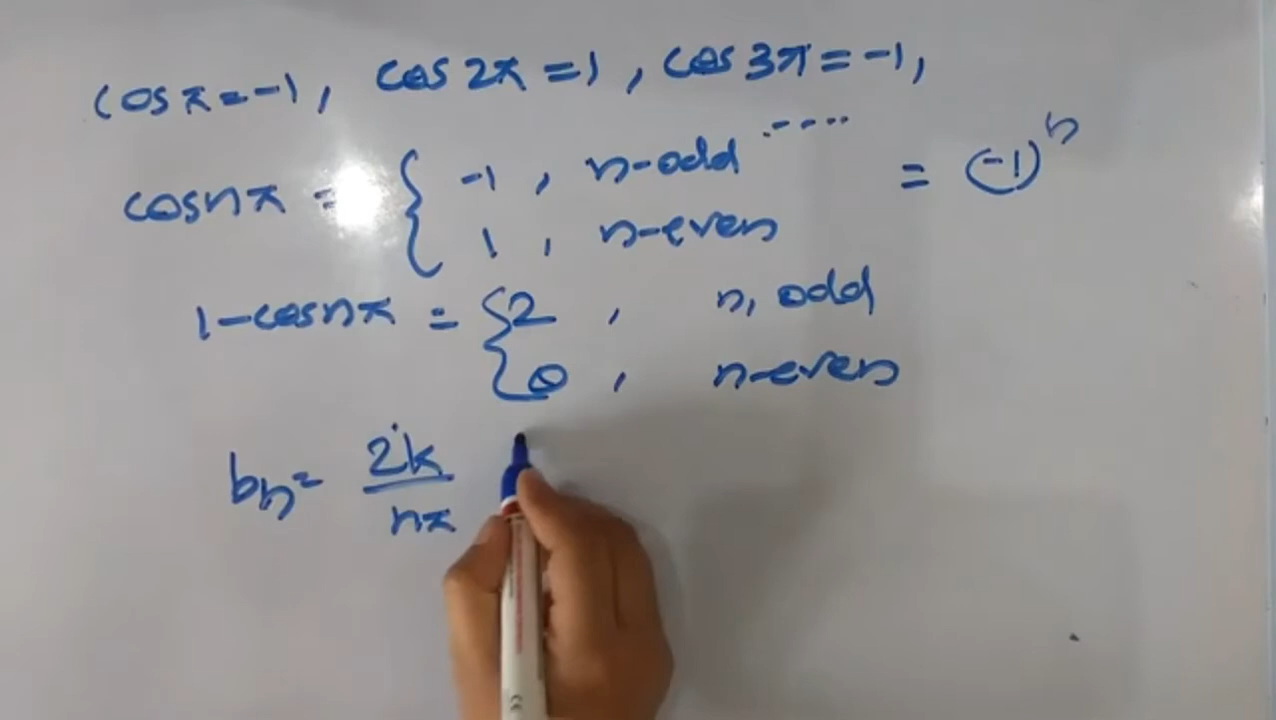 cos π = -1, cos 2π = 1, cos 3π = -1, ....
cos nπ = { -1, n-odd = (-1)^n
1, n-even
1-cos nπ = { 2, n, odd
0, n-even
bn = 2k
nπ